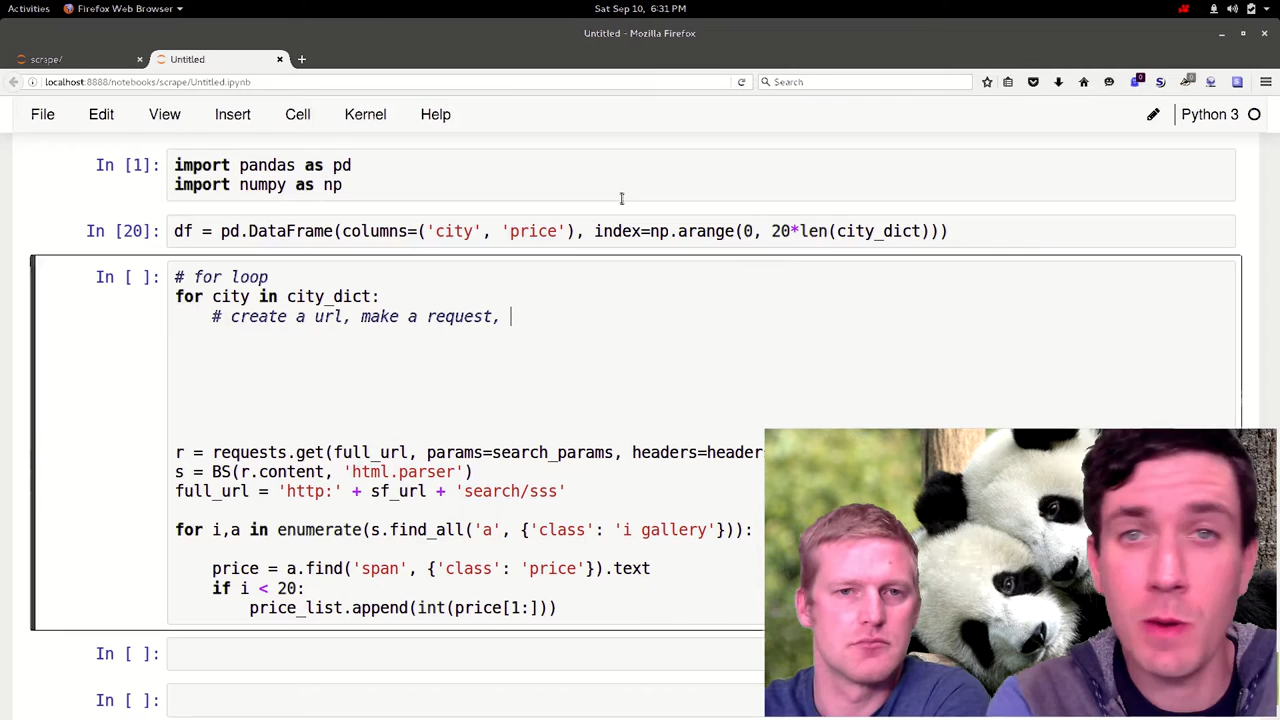 Activities Firefox Web Browser Sat Sep 10, 6:31 PM
Untitled - Mozilla Firefox
scrape/ × Untitled × +
localhost:8888/notebooks/scrape/Untitled.ipynb Search 0 0
File Edit View Insert Cell Kernel Help Python 3
In [1]: import pandas as pd
import numpy as np
In [20]: df = pd.DataFrame(columns=('city', 'price'), index=np.arange(0, 20*len(city_dict)))
In [ ]: # for loop
for city in city_dict:
# create a url, make a request,
r = requests.get(full_url, params=search_params, headers=header
s = BS(r.content, 'html.parser')
full_url = 'http:' + sf_url + 'search/sss'
for i,a in enumerate(s.find_all('a', {'class': 'i gallery'})):
price = a.find('span', {'class': 'price'}).text
if i < 20:
price_list.append(int(price[1:]))
In [ ]:
In [ ]: